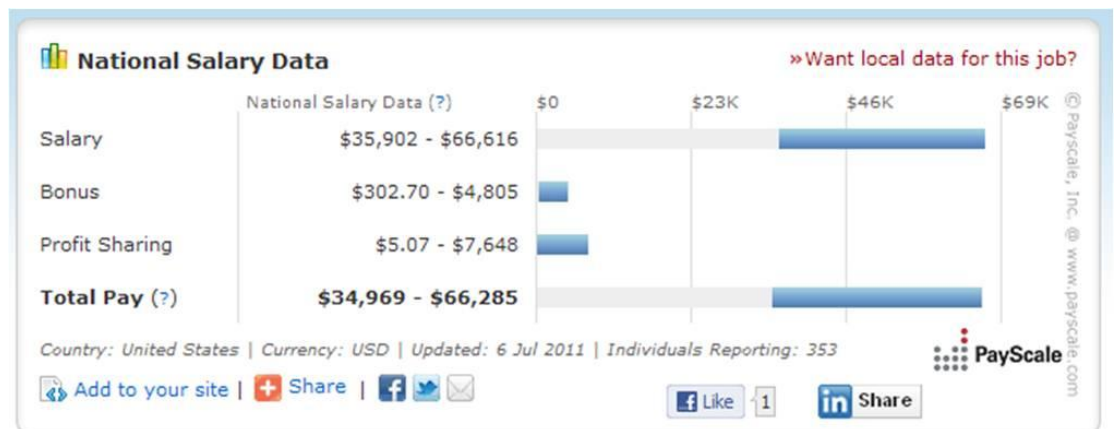 National Salary Data
»Want local data for this job?
National Salary Data (?) $0 $23K $46K $69K
Salary $35,902 - $66,616
Bonus $302.70 - $4,805
Profit Sharing $5.07 - $7,648
Total Pay (?) $34,969 - $66,285
Country: United States | Currency: USD | Updated: 6 Jul 2011 | Individuals Reporting: 353
PayScale
© Payscale, Inc. @ www.payscale.com
Add to your site | Share |
Like 1
in Share